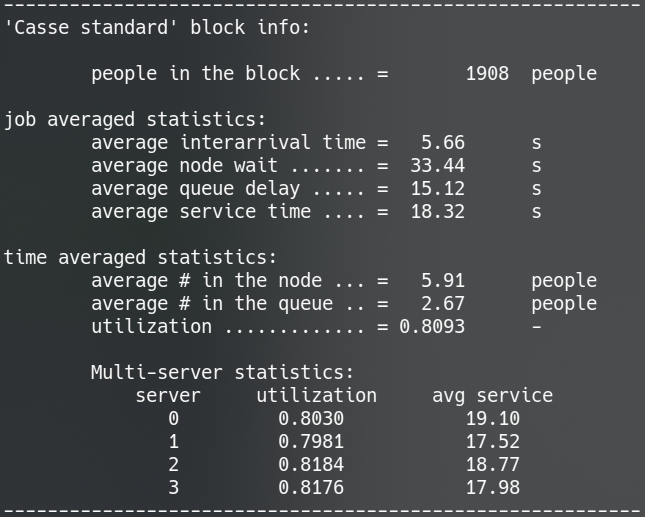 --------------------------------------------------------------------------------
'Casse standard' block info:
people in the block ..... = 1908 people
job averaged statistics:
average interarrival time = 5.66 s
average node wait ....... = 33.44 s
average queue delay ..... = 15.12 s
average service time .... = 18.32 s
time averaged statistics:
average # in the node ... = 5.91 people
average # in the queue .. = 2.67 people
utilization ............. = 0.8093 -
Multi-server statistics:
server utilization avg service
0 0.8030 19.10
1 0.7981 17.52
2 0.8184 18.77
3 0.8176 17.98
--------------------------------------------------------------------------------